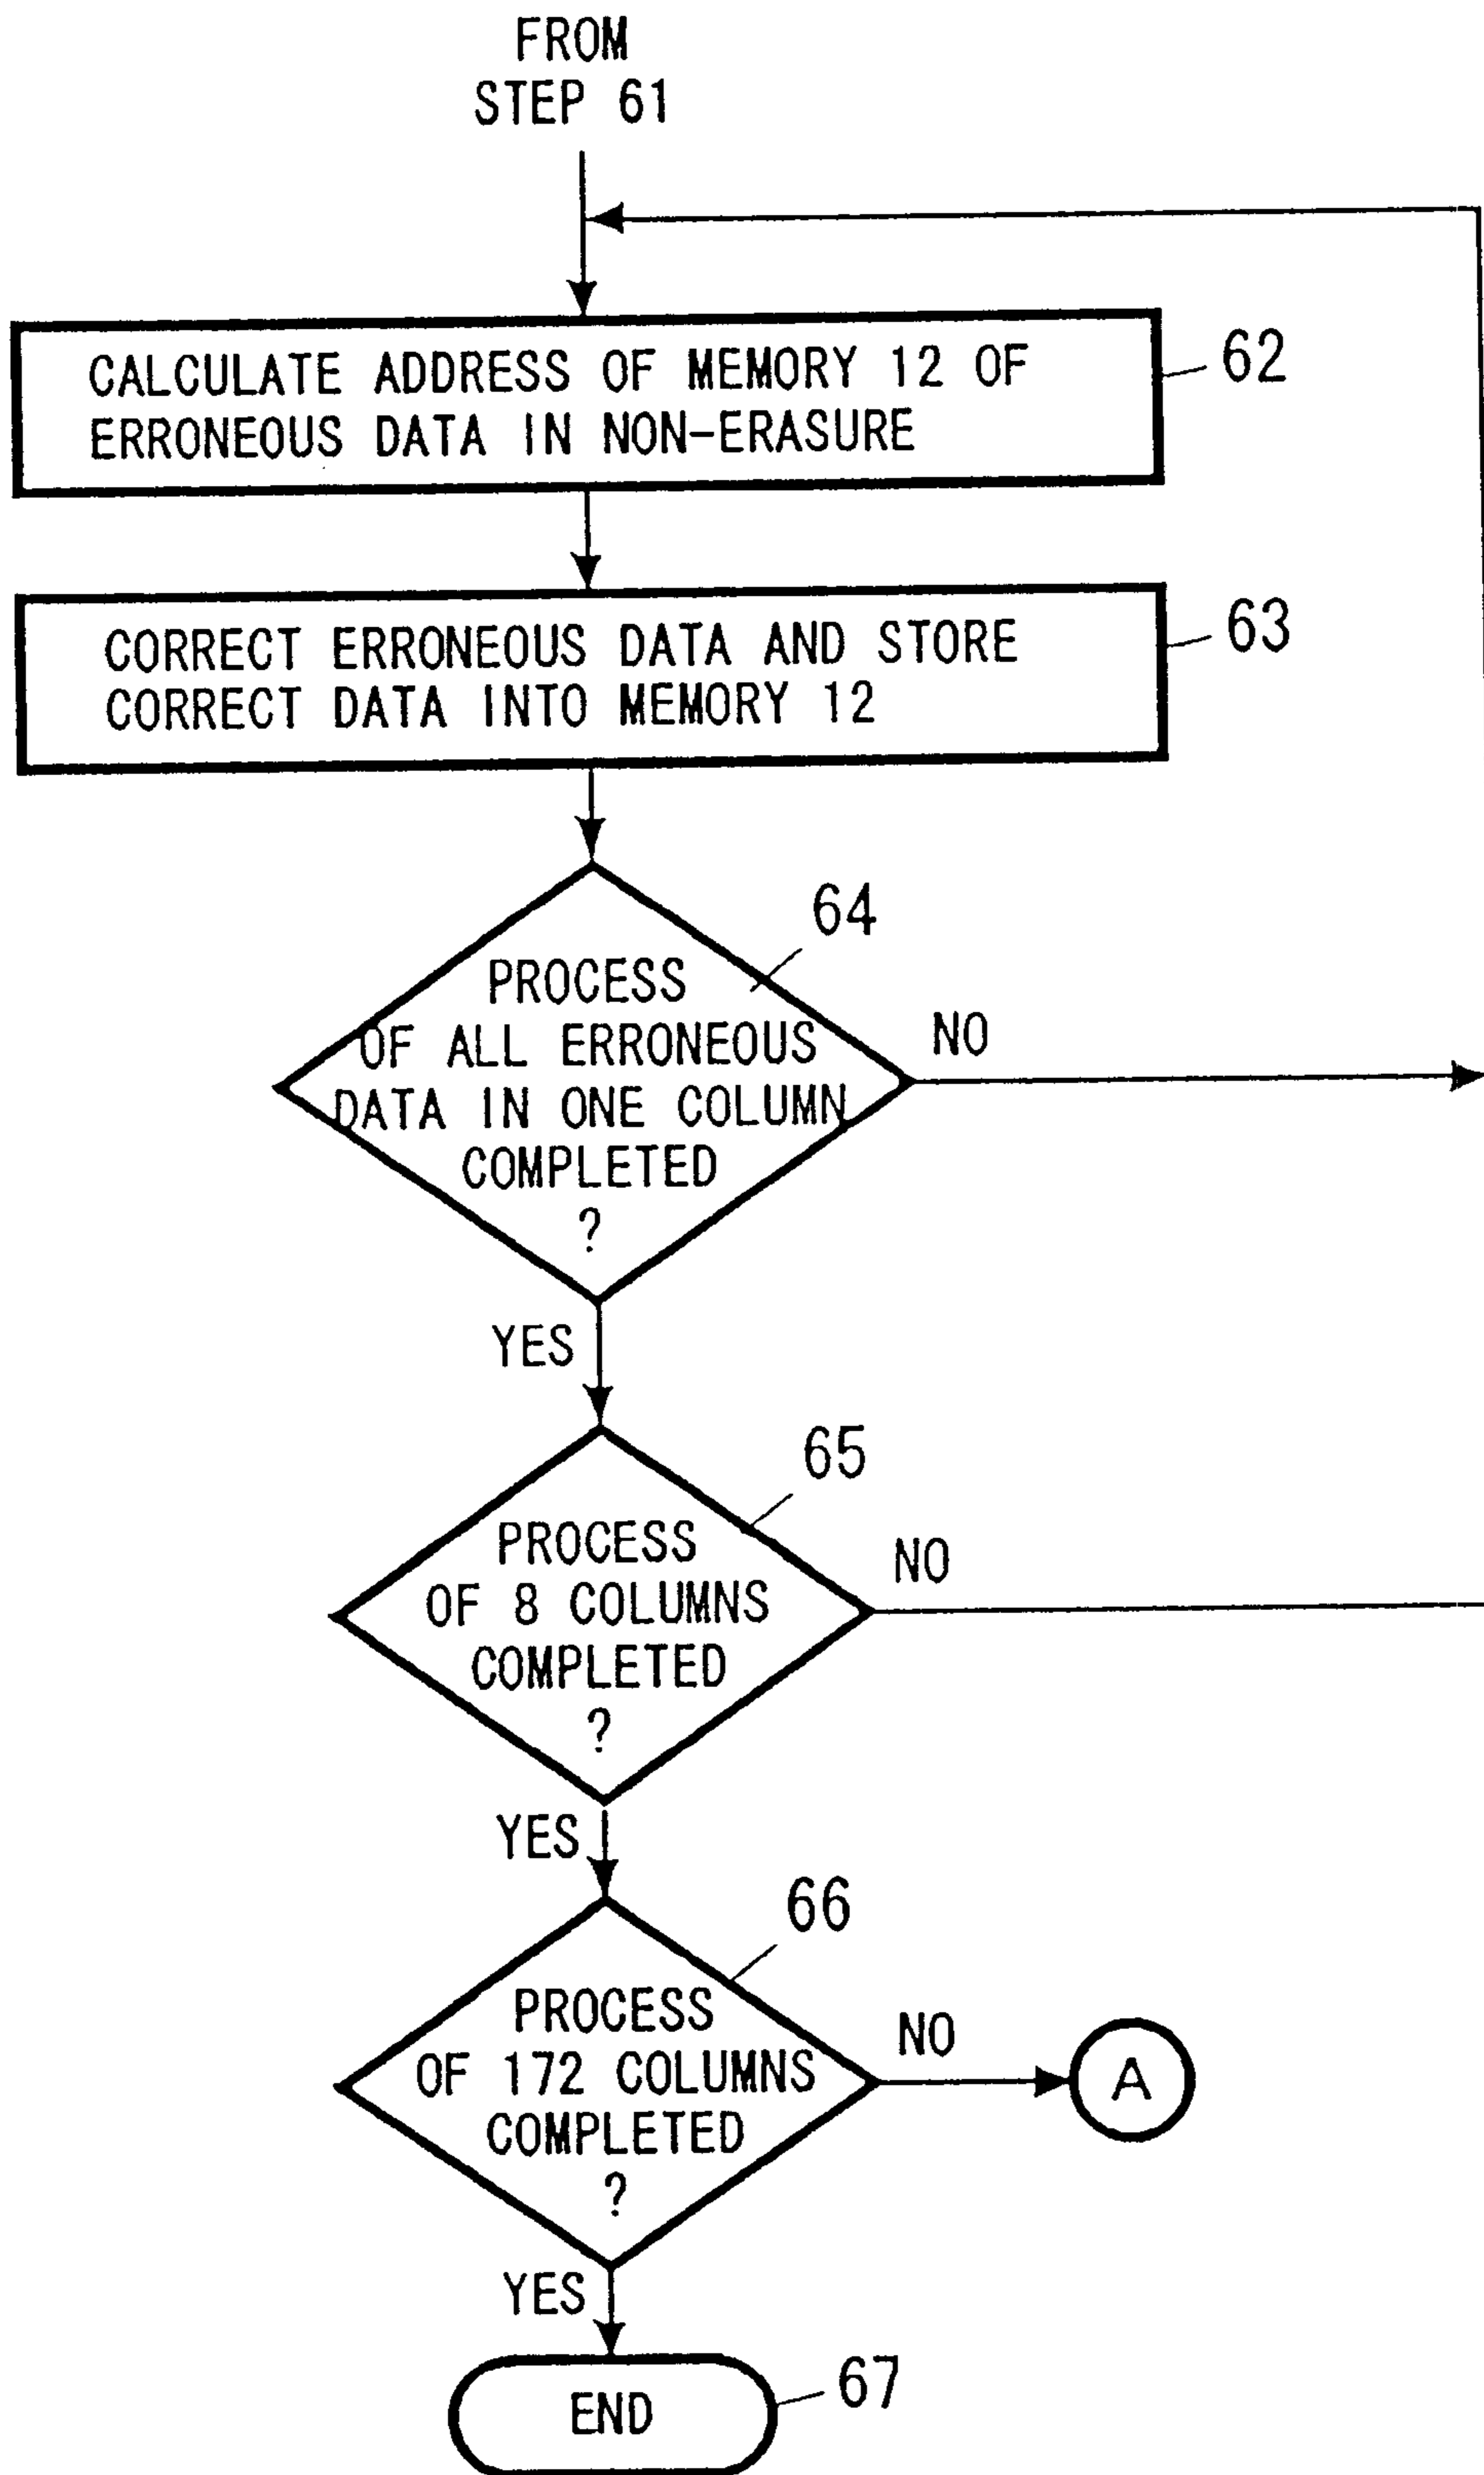 FROM
STEP 61
CALCULATE ADDRESS OF MEMORY 12 OF
ERRONEOUS DATA IN NON-ERASURE
62
CORRECT ERRONEOUS DATA AND STORE
CORRECT DATA INTO MEMORY 12
63
64
PROCESS
OF ALL ERRONEOUS
DATA IN ONE COLUMN
COMPLETED
?
NO
YES
65
PROCESS
OF 8 COLUMNS
COMPLETED
?
NO
YES
66
PROCESS
OF 172 COLUMNS
COMPLETED
?
NO
A
YES
END
67